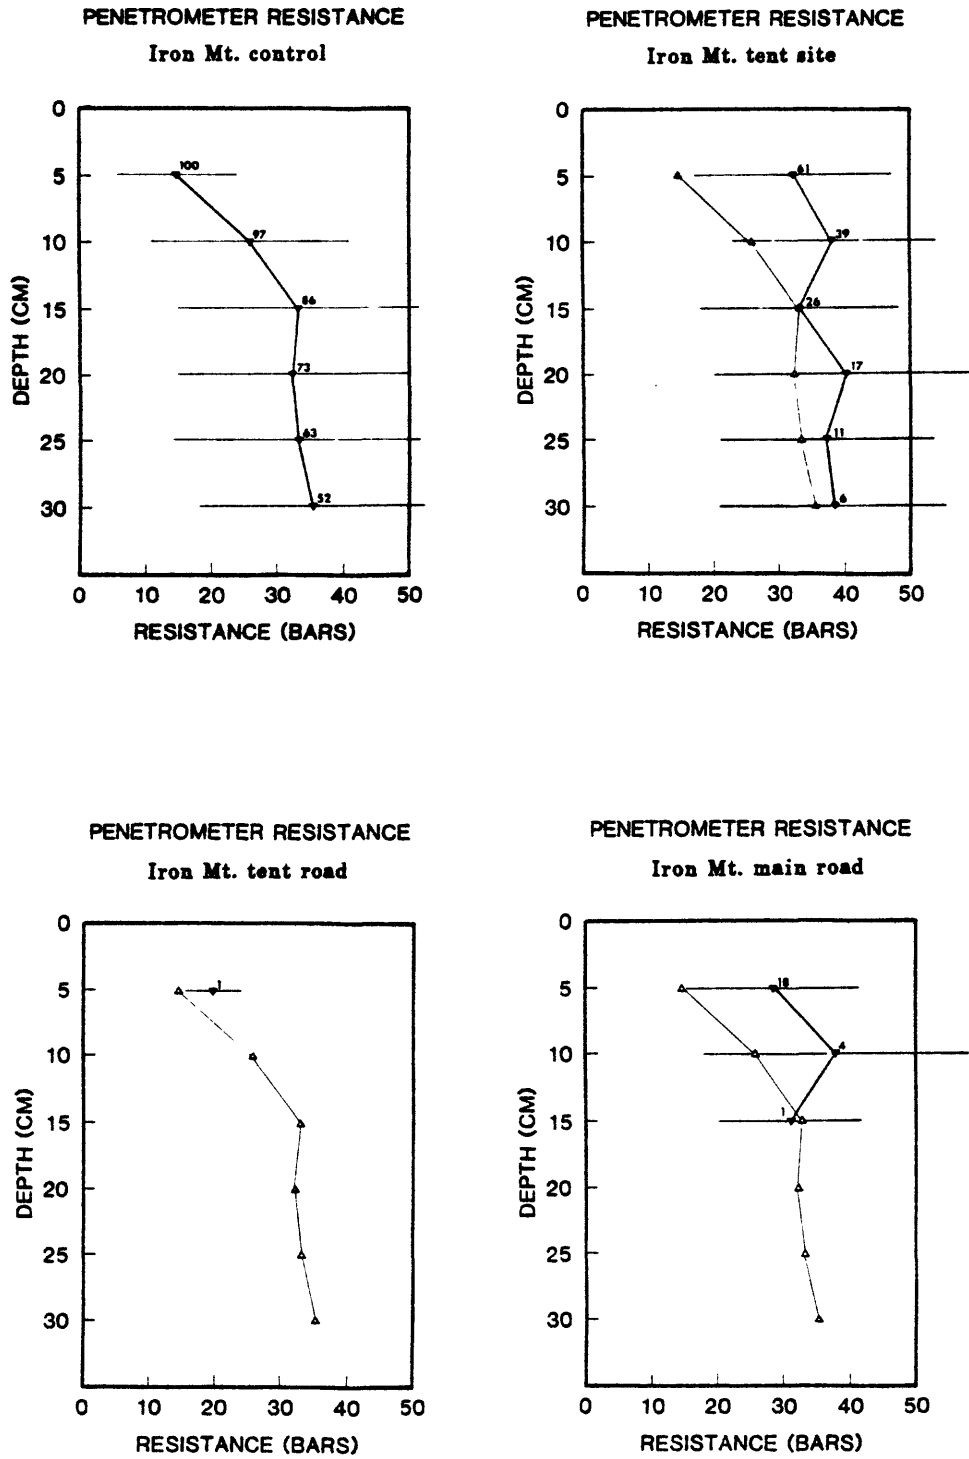 PENETROMETER RESISTANCE
Iron Mt. control
0
5
10
15
20
25
30
DEPTH (CM)
100
97
86
73
63
52
0 10 20 30 40 50
RESISTANCE (BARS)
PENETROMETER RESISTANCE
Iron Mt. tent site
0
5
10
15
20
25
30
DEPTH (CM)
61
39
26
17
11
6
0 10 20 30 40 50
RESISTANCE (BARS)
PENETROMETER RESISTANCE
Iron Mt. tent road
0
5
10
15
20
25
30
DEPTH (CM)
1
0 10 20 30 40 50
RESISTANCE (BARS)
PENETROMETER RESISTANCE
Iron Mt. main road
0
5
10
15
20
25
30
DEPTH (CM)
18
4
1
0 10 20 30 40 50
RESISTANCE (BARS)